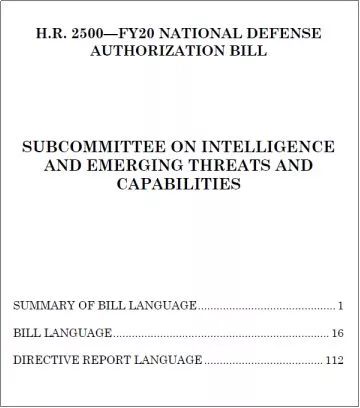 H.R. 2500—FY20 NATIONAL DEFENSE
AUTHORIZATION BILL
SUBCOMMITTEE ON INTELLIGENCE
AND EMERGING THREATS AND
CAPABILITIES
SUMMARY OF BILL LANGUAGE............................................ 1
BILL LANGUAGE...................................................................... 16
DIRECTIVE REPORT LANGUAGE...................................... 112